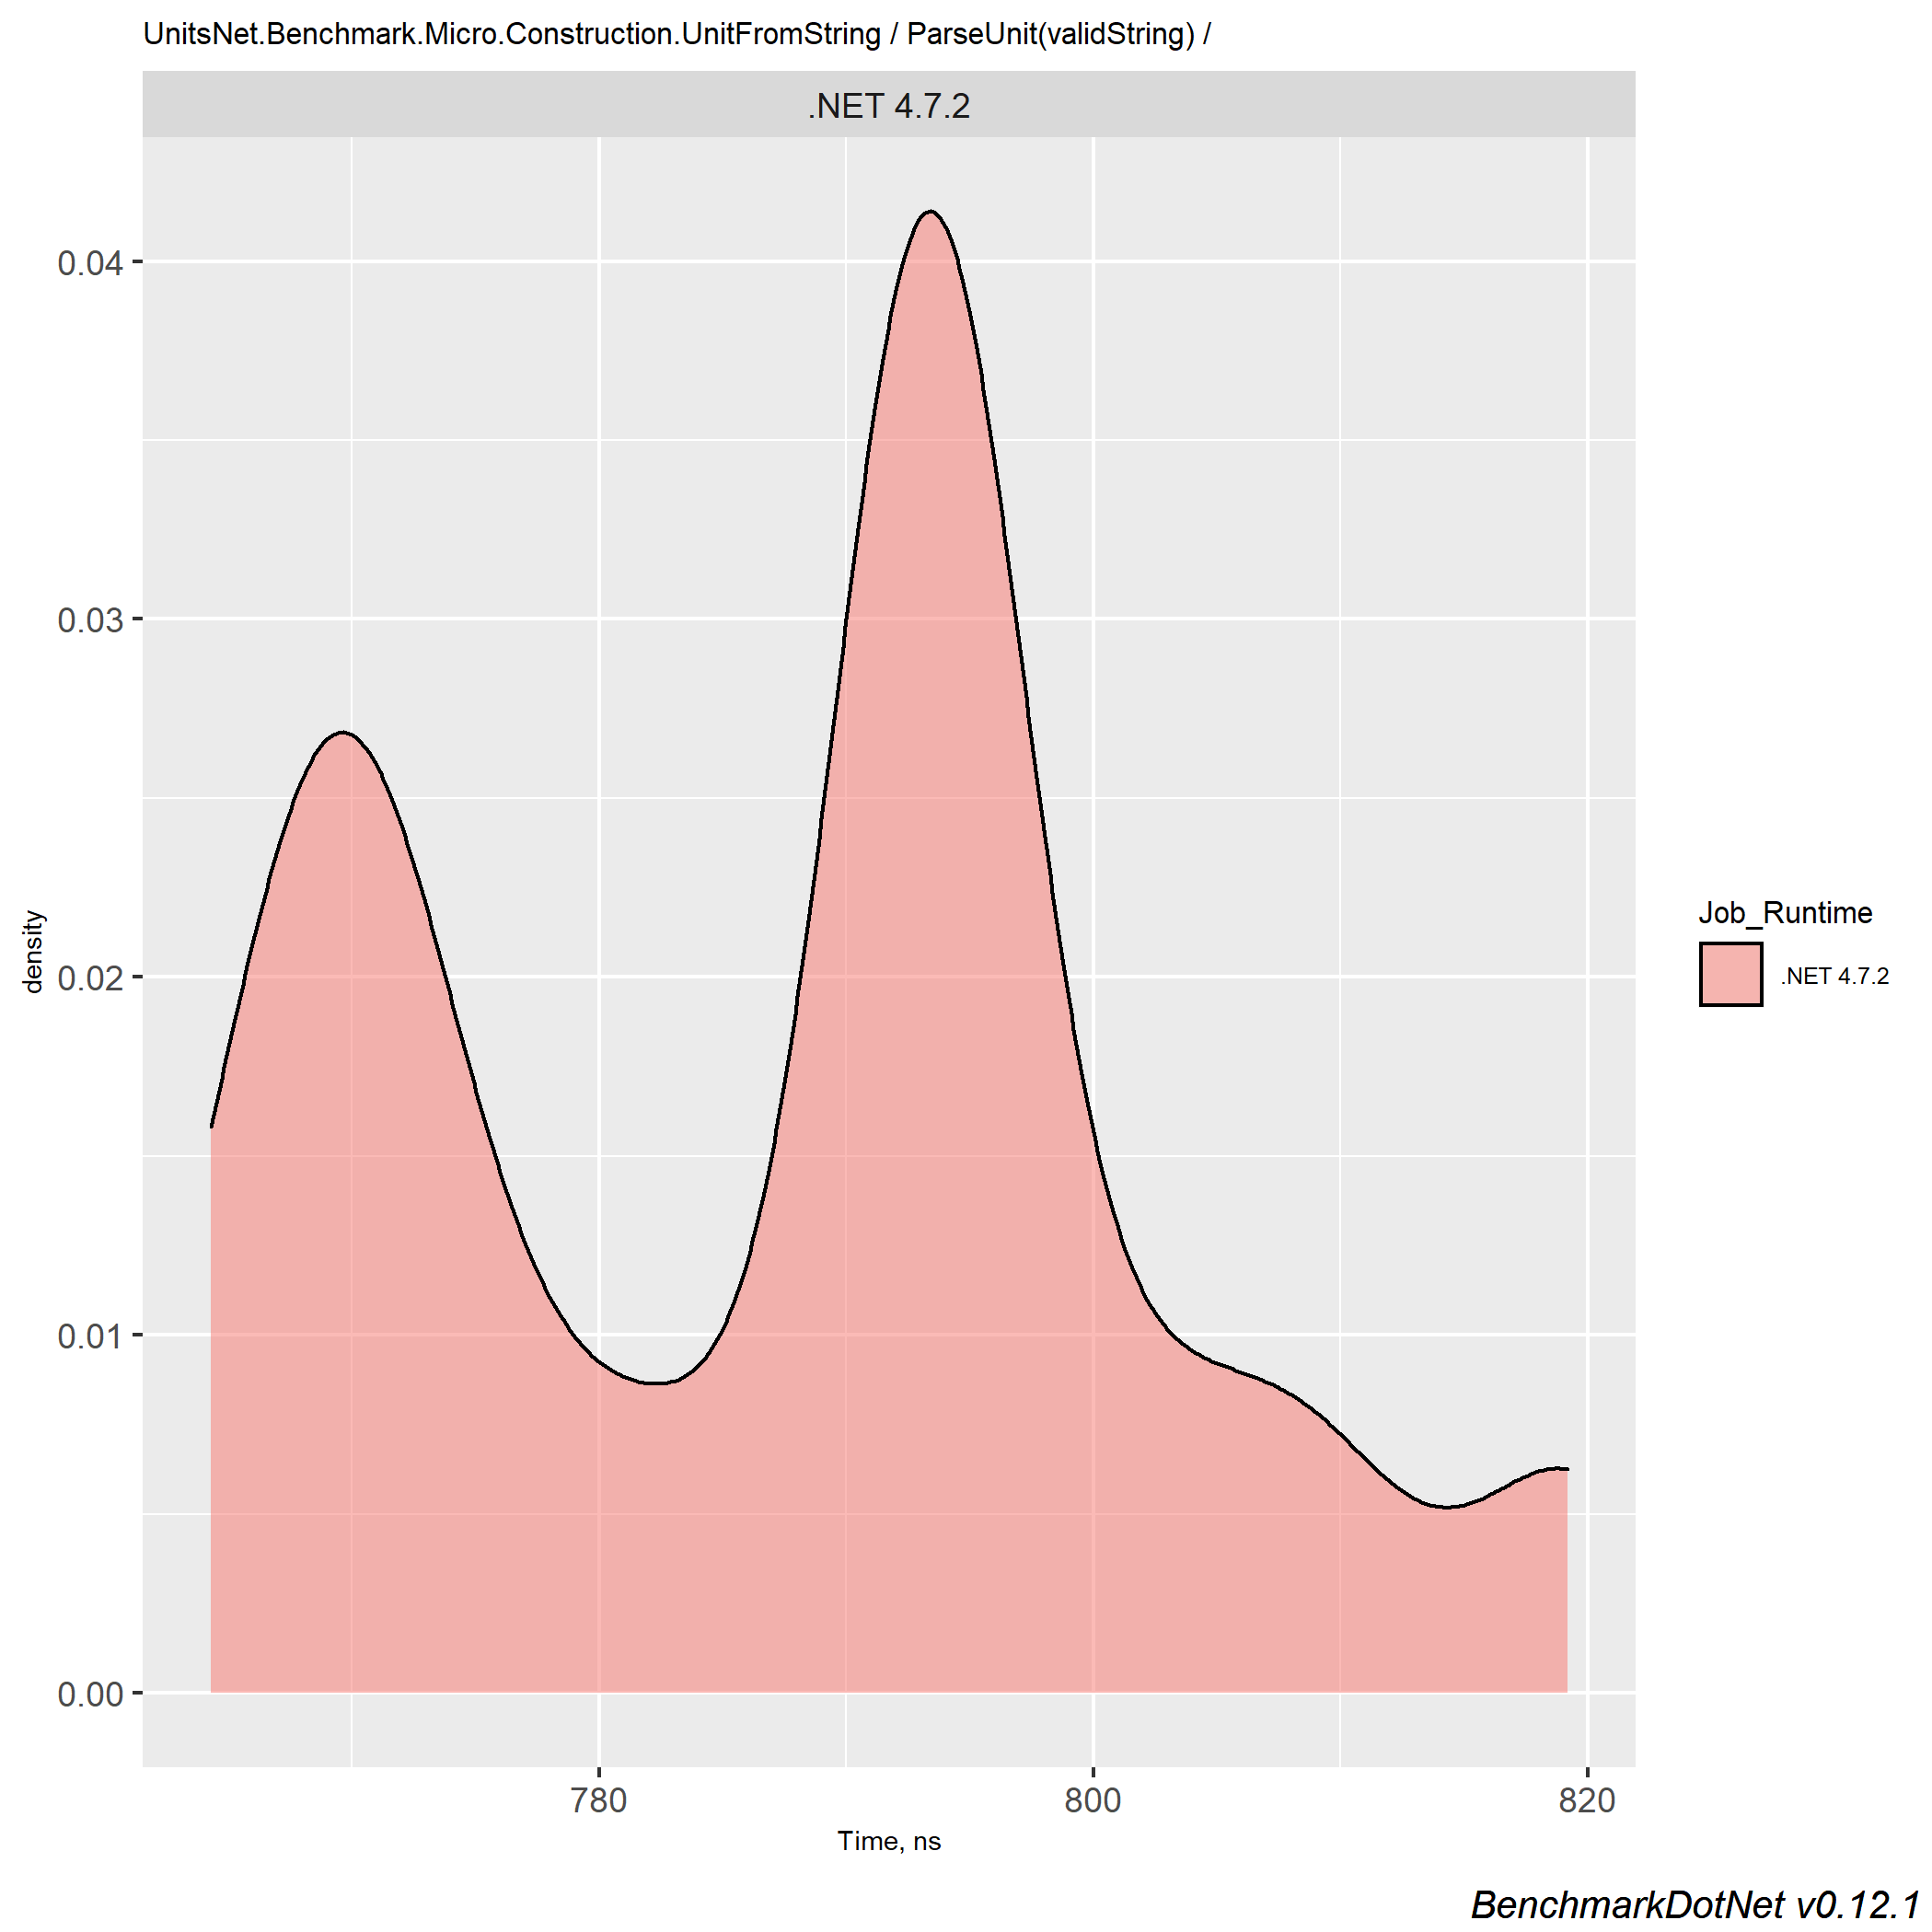 UnitsNet.Benchmark.Micro.Construction.UnitFromString / ParseUnit(validString) /
.NET 4.7.2
0.04
0.03
0.02
0.01
0.00
density
780
800
820
Time, ns
Job_Runtime
.NET 4.7.2
BenchmarkDotNet v0.12.1